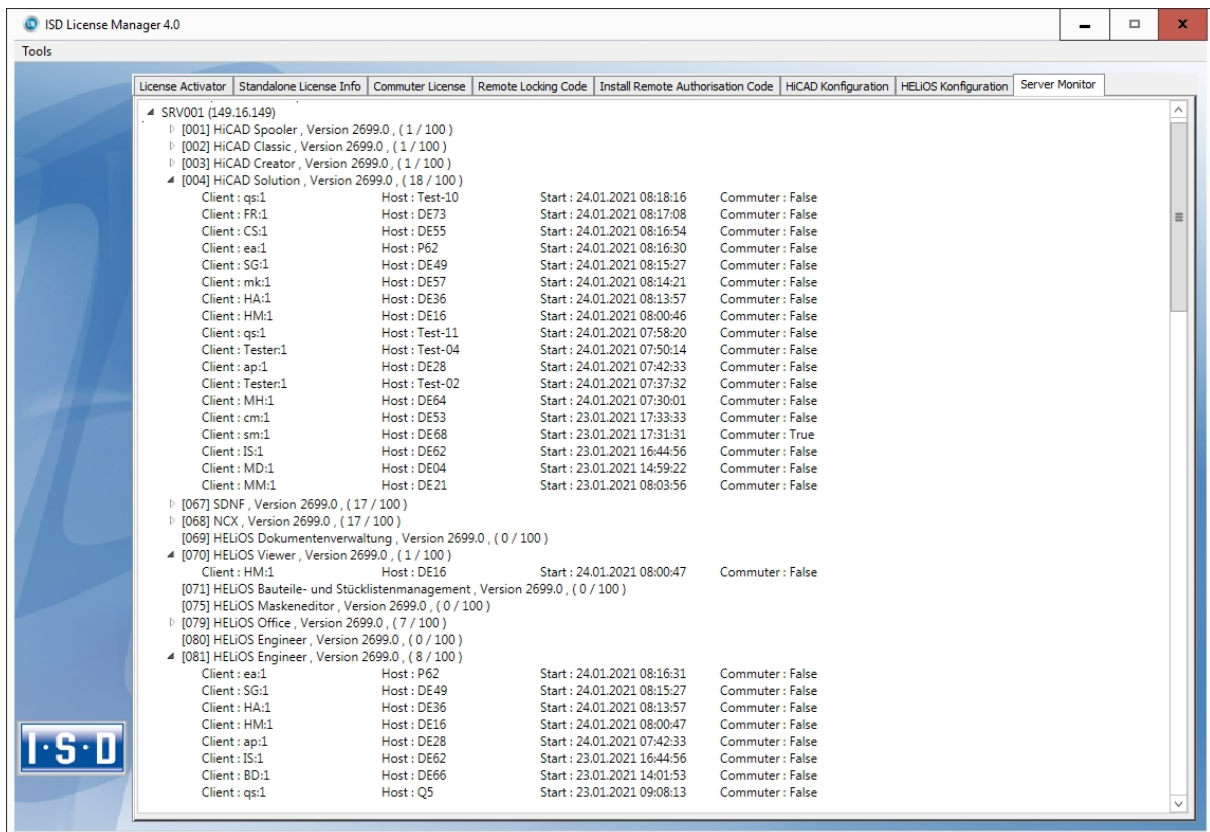 ISD License Manager 4.0
Tools
License Activator Standalone License Info Commuter License Remote Locking Code Install Remote Authorisation Code HiCAD Konfiguration HELiOS Konfiguration Server Monitor
SRV001 (149.16.149)
[001] HiCAD Spooler , Version 2699.0 , ( 1 / 100 )
[002] HiCAD Classic , Version 2699.0 , ( 1 / 100 )
[003] HiCAD Creator , Version 2699.0 , ( 1 / 100 )
[004] HiCAD Solution , Version 2699.0 , ( 18 / 100 )
Client : qs:1 Host : Test-10 Start : 24.01.2021 08:18:16 Commuter : False
Client : FR:1 Host : DE73 Start : 24.01.2021 08:17:08 Commuter : False
Client : CS:1 Host : DE55 Start : 24.01.2021 08:16:54 Commuter : False
Client : ea:1 Host : P62 Start : 24.01.2021 08:16:30 Commuter : False
Client : SG:1 Host : DE49 Start : 24.01.2021 08:15:27 Commuter : False
Client : mk:1 Host : DE57 Start : 24.01.2021 08:14:21 Commuter : False
Client : HA:1 Host : DE36 Start : 24.01.2021 08:13:57 Commuter : False
Client : HM:1 Host : DE16 Start : 24.01.2021 08:00:46 Commuter : False
Client : qs:1 Host : Test-11 Start : 24.01.2021 07:58:20 Commuter : False
Client : Tester:1 Host : Test-04 Start : 24.01.2021 07:50:14 Commuter : False
Client : ap:1 Host : DE28 Start : 24.01.2021 07:42:33 Commuter : False
Client : Tester:1 Host : Test-02 Start : 24.01.2021 07:37:32 Commuter : False
Client : MH:1 Host : DE64 Start : 24.01.2021 07:30:01 Commuter : False
Client : cm:1 Host : DE53 Start : 23.01.2021 17:33:33 Commuter : False
Client : sm:1 Host : DE68 Start : 23.01.2021 17:31:31 Commuter : True
Client : IS:1 Host : DE62 Start : 23.01.2021 16:44:56 Commuter : False
Client : MD:1 Host : DE04 Start : 23.01.2021 14:59:22 Commuter : False
Client : MM:1 Host : DE21 Start : 23.01.2021 08:03:56 Commuter : False
[067] SDNF , Version 2699.0 , ( 17 / 100 )
[068] NCX , Version 2699.0 , ( 17 / 100 )
[069] HELiOS Dokumentenverwaltung , Version 2699.0 , ( 0 / 100 )
[070] HELiOS Viewer , Version 2699.0 , ( 1 / 100 )
Client : HM:1 Host : DE16 Start : 24.01.2021 08:00:47 Commuter : False
[071] HELiOS Bauteile- und Stücklistenmanagement , Version 2699.0 , ( 0 / 100 )
[075] HELiOS Maskeneditor , Version 2699.0 , ( 0 / 100 )
[079] HELiOS Office , Version 2699.0 , ( 7 / 100 )
[080] HELiOS Engineer , Version 2699.0 , ( 0 / 100 )
[081] HELiOS Engineer , Version 2699.0 , ( 8 / 100 )
Client : ea:1 Host : P62 Start : 24.01.2021 08:16:31 Commuter : False
Client : SG:1 Host : DE49 Start : 24.01.2021 08:15:27 Commuter : False
Client : HA:1 Host : DE36 Start : 24.01.2021 08:13:57 Commuter : False
Client : HM:1 Host : DE16 Start : 24.01.2021 08:00:47 Commuter : False
Client : ap:1 Host : DE28 Start : 24.01.2021 07:42:33 Commuter : False
Client : IS:1 Host : DE62 Start : 23.01.2021 16:44:56 Commuter : False
Client : BD:1 Host : DE66 Start : 23.01.2021 14:01:53 Commuter : False
Client : qs:1 Host : Q5 Start : 23.01.2021 09:08:13 Commuter : False
I·S·D